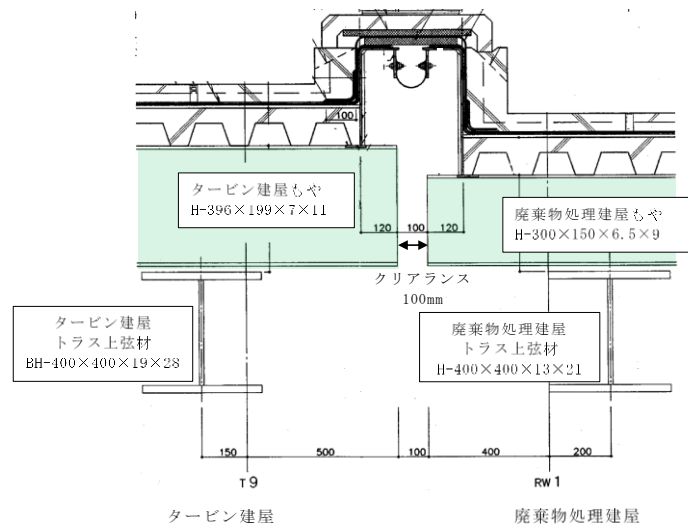 100
タービン建屋もや
H-396×199×7×11
廃棄物処理建屋もや
H-300×150×6.5×9
120 100 120
クリアランス
100mm
タービン建屋
トラス上弦材
BH-400×400×19×28
廃棄物処理建屋
トラス上弦材
H-400×400×13×21
150 500 100 400 200
T9 RW1
タービン建屋 廃棄物処理建屋